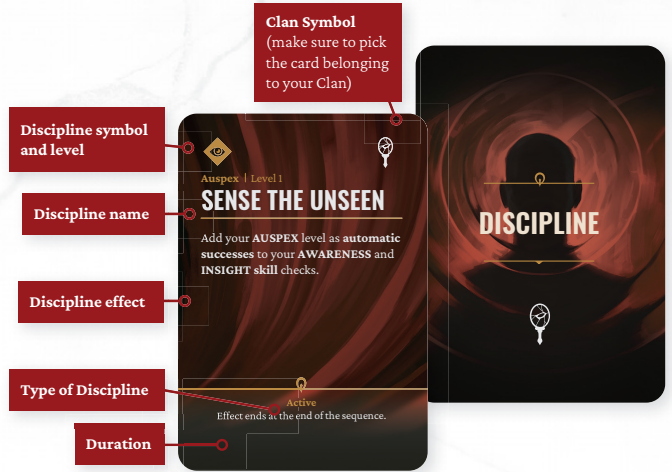 Clan Symbol
(make sure to pick
the card belonging
to your Clan)
Discipline symbol
and level
Discipline name
Discipline effect
Type of Discipline
Duration
Auspex | Level 1
SENSE THE UNSEEN
Add your AUSPEX level as automatic
successes to your AWARENESS and
INSIGHT skill checks.
Active
Effect ends at the end of the sequence.
DISCIPLINE